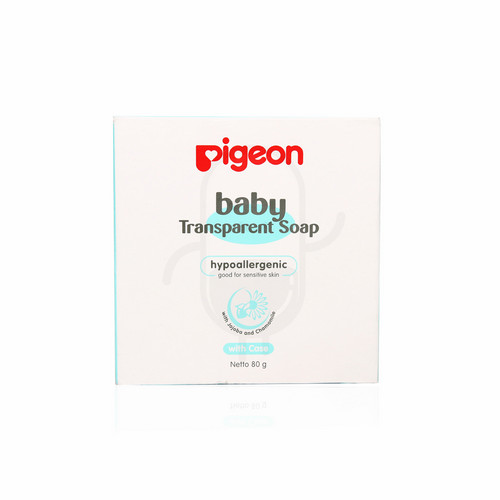 pigeon
baby
Transparent Soap
hypoallergenic
good for sensitive skin
with Jojoba and Chamomile
with Case
Netto 80 g